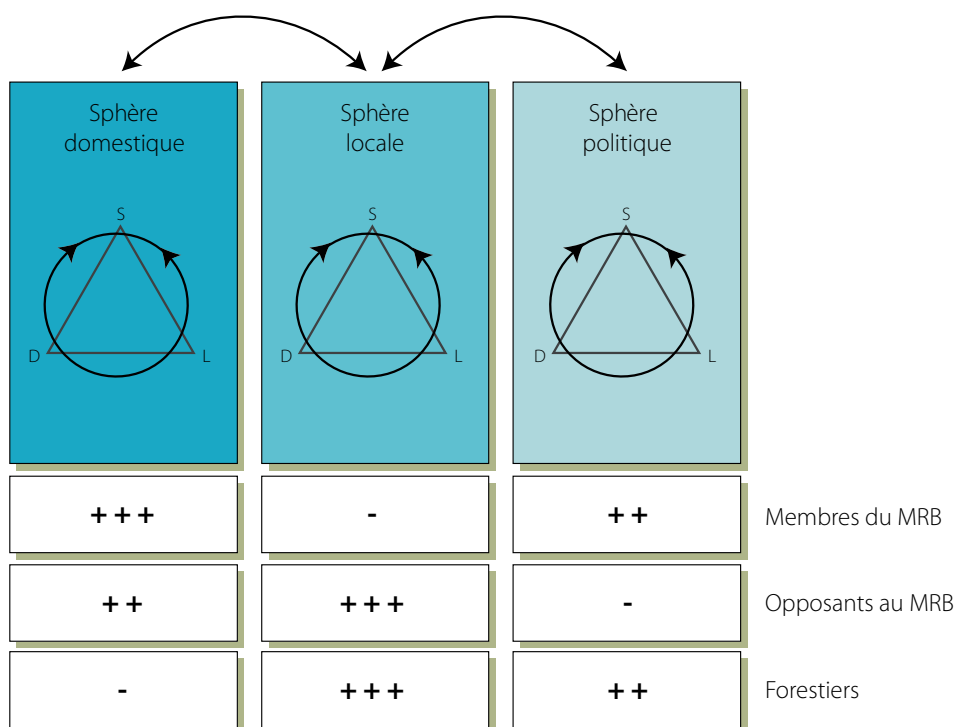 Sphère
domestique
Sphère
locale
Sphère
politique
S
D
L
S
D
L
S
D
L
+++ - ++ Membres du MRB
++ +++ - Opposants au MRB
- +++ ++ Forestiers